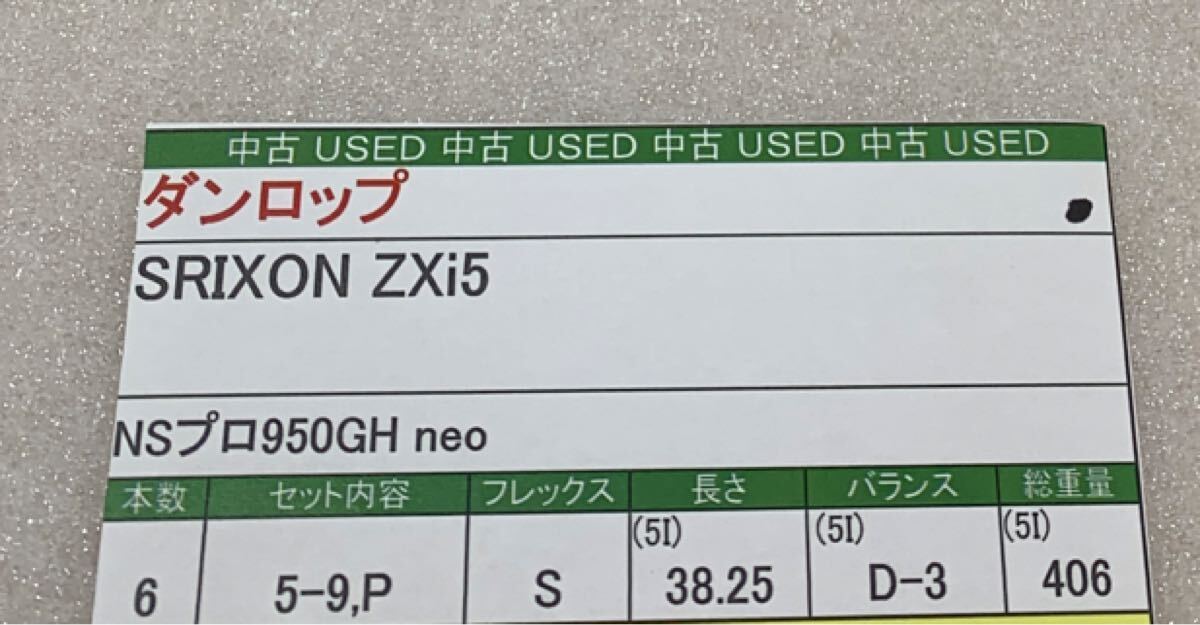 中古 USED 中古 USED 中古 USED 中古 USED
ダンロップ
SRIXON ZXi5
NSプロ950GH neo
本数 セット内容 フレックス 長さ バランス 総重量
(5I) (5I) (5I)
6 5-9,P S 38.25 D-3 406